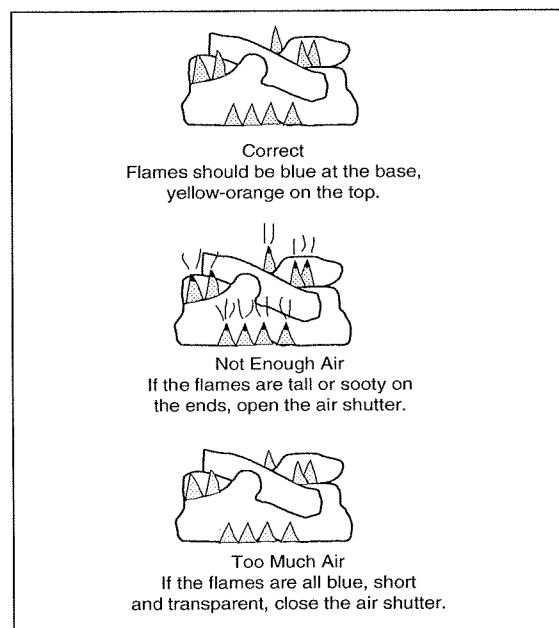 Correct
Flames should be blue at the base,
yellow-orange on the top.
Not Enough Air
If the flames are tall or sooty on
the ends, open the air shutter.
Too Much Air
If the flames are all blue, short
and transparent, close the air shutter.